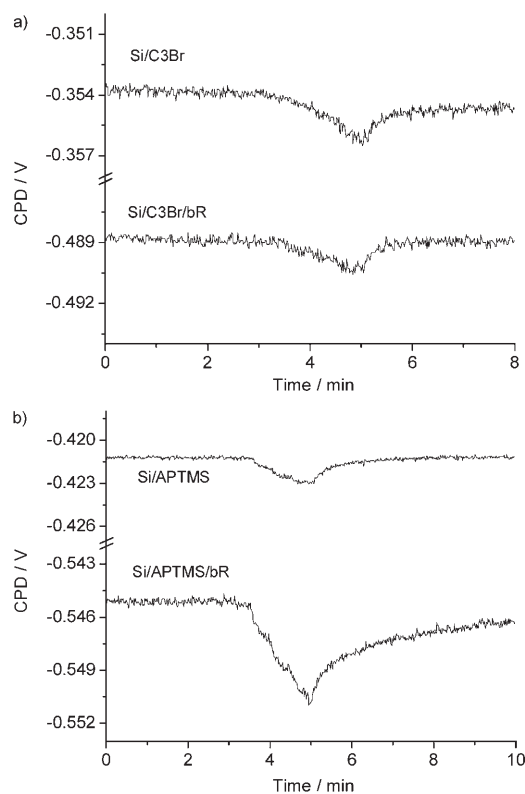 a)
-0.351
Si/C3Br
-0.354
-0.357
CPD / V
Si/C3Br/bR
-0.489
-0.492
0 2 4 6 8
Time / min
b)
-0.420
Si/APTMS
-0.423
-0.426
CPD / V
-0.543
Si/APTMS/bR
-0.546
-0.549
-0.552
0 2 4 6 8 10
Time / min